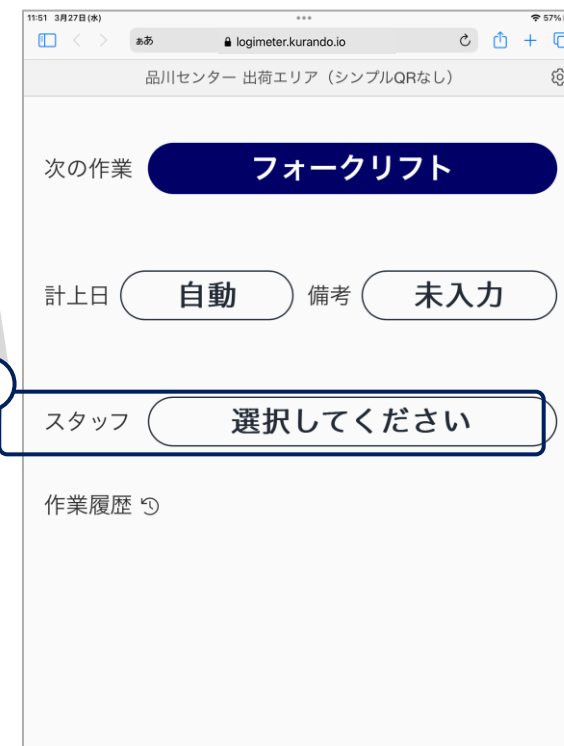 11:51 3月27日(水)
57%
ぁあ logimeter.kurando.io
品川センター 出荷エリア（シンプルQRなし）
次の作業 フォークリフト
計上日 自動 備考 未入力
スタッフ 選択してください
作業履歴